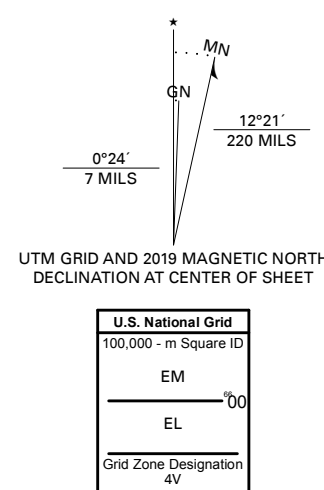 ★
MN
GN
12°21´
220 MILS
0°24´
7 MILS
UTM GRID AND 2019 MAGNETIC NORTH
DECLINATION AT CENTER OF SHEET
U.S. National Grid
100,000 - m Square ID
EM
6600
EL
Grid Zone Designation
4V